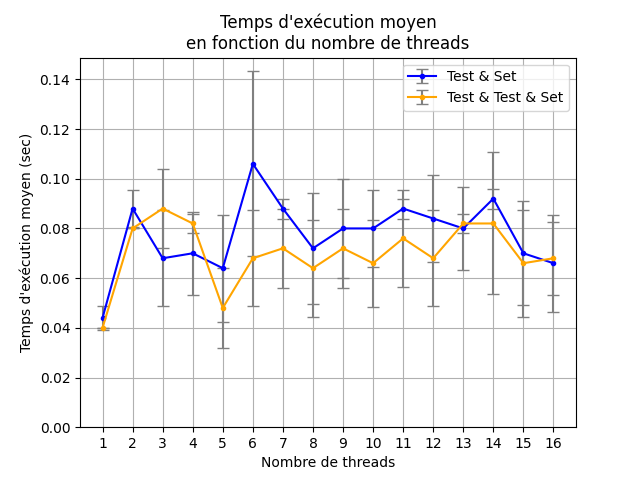 Temps d'exécution moyen
en fonction du nombre de threads
Test & Set
Test & Test & Set
Temps d'exécution moyen (sec)
0.14
0.12
0.10
0.08
0.06
0.04
0.02
0.00
1 2 3 4 5 6 7 8 9 10 11 12 13 14 15 16
Nombre de threads